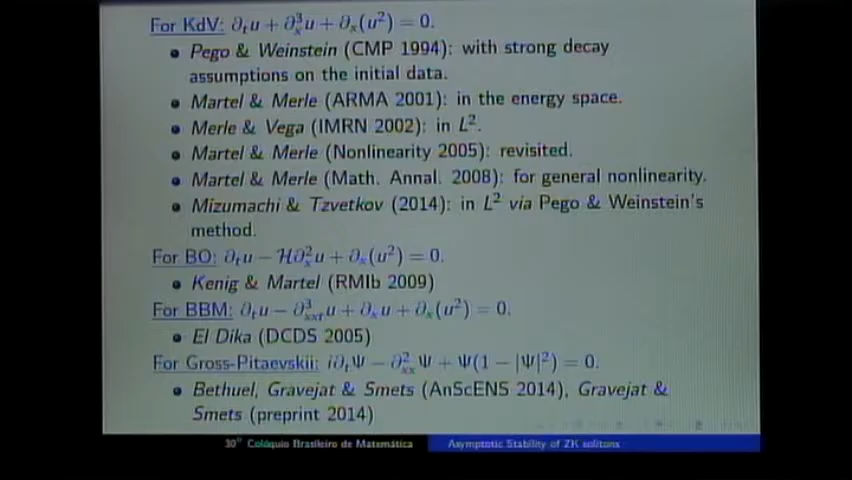 For KdV: ∂ₜu + ∂ₓ³u + ∂ₓ(u²) = 0.
• Pego & Weinstein (CMP 1994): with strong decay
assumptions on the initial data.
• Martel & Merle (ARMA 2001): in the energy space.
• Merle & Vega (IMRN 2002): in L².
• Martel & Merle (Nonlinearity 2005): revisited.
• Martel & Merle (Math. Annal. 2008): for general nonlinearity.
• Mizumachi & Tzvetkov (2014): in L² via Pego & Weinstein's
method.
For BO: ∂ₜu − ℋ∂ₓ²u + ∂ₓ(u²) = 0.
• Kenig & Martel (RMIb 2009)
For BBM: ∂ₜu − ∂³ₓₓₜu + ∂ₓu + ∂ₓ(u²) = 0.
• El Dika (DCDS 2005)
For Gross-Pitaevskii: i∂ₜΨ − ∂²ₓₓΨ + Ψ(1 − |Ψ|²) = 0.
• Bethuel, Gravejat & Smets (AnScENS 2014), Gravejat &
Smets (preprint 2014)
30° Colóquio Brasileiro de Matemática Asymptotic Stability of ZK solitons